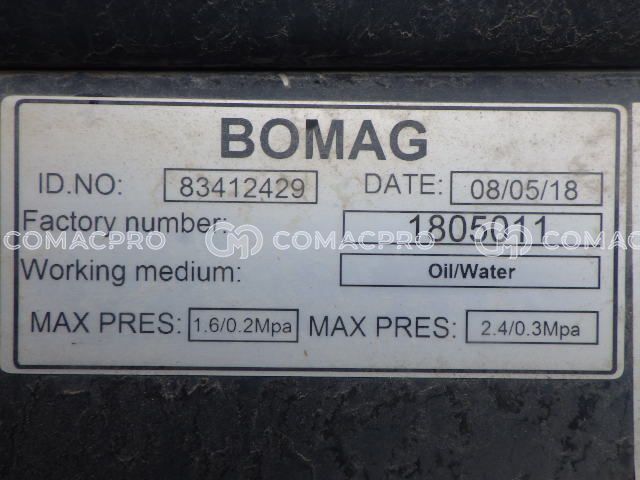 BOMAG
ID.NO: 83412429 DATE: 08/05/18
Factory number: 1805011
COMACPRO COMACPRO COMACPRO
Working medium: Oil/Water
MAX PRES: 1.6/0.2Mpa MAX PRES: 2.4/0.3Mpa